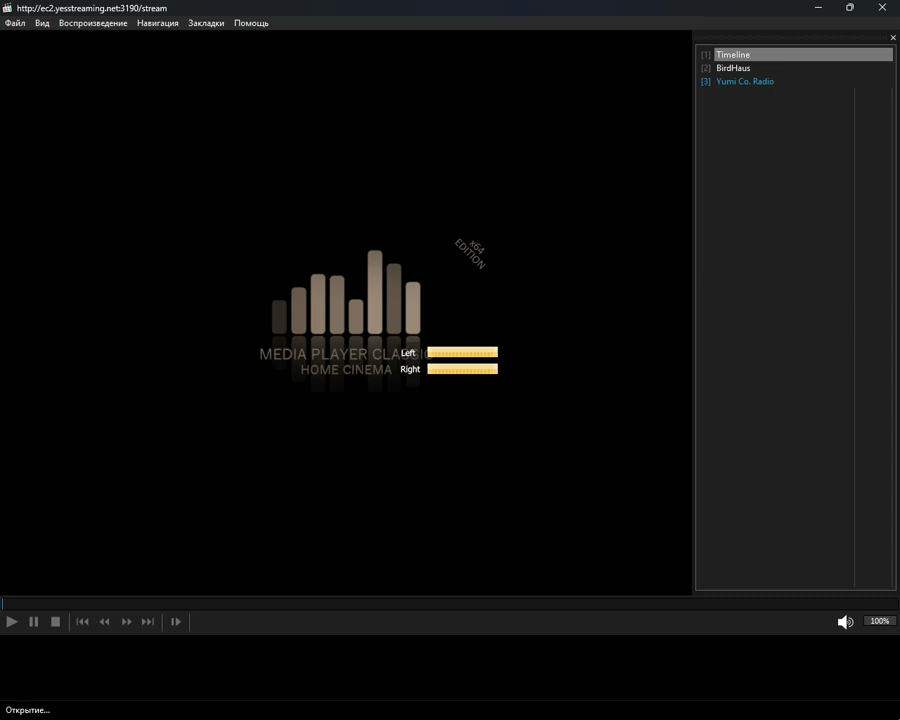 http://ec2.yesstreaming.net:3190/stream
Файл Вид Воспроизведение Навигация Закладки Помощь
[1] Timeline
[2] BirdHaus
[3] Yumi Co. Radio
x64
EDITION
MEDIA PLAYER CLASSIC
HOME CINEMA
Left
Right
100%
Открытие...